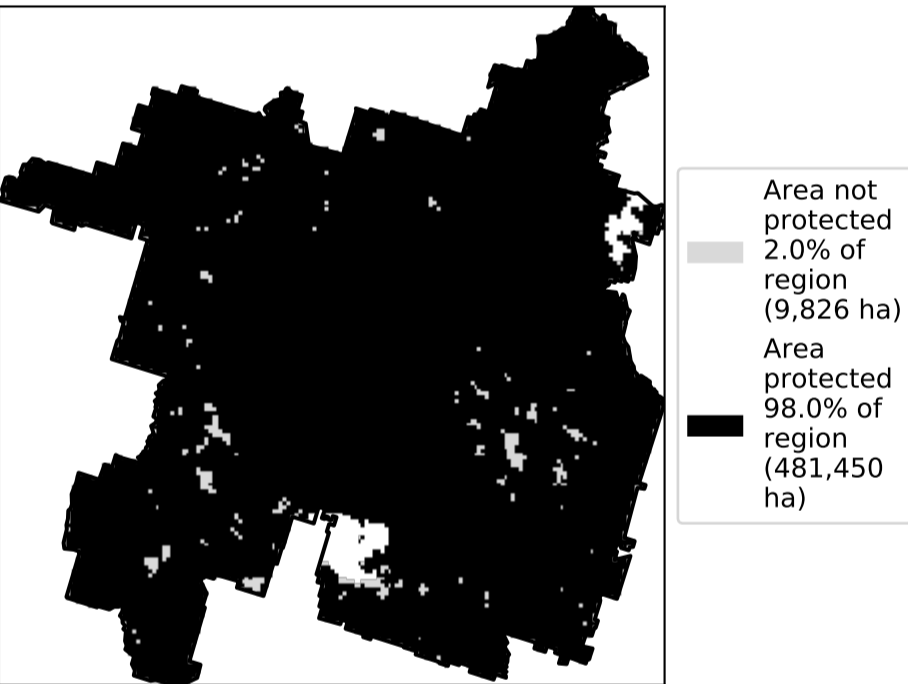 Area not
protected
2.0% of
region
(9,826 ha)
Area
protected
98.0% of
region
(481,450
ha)